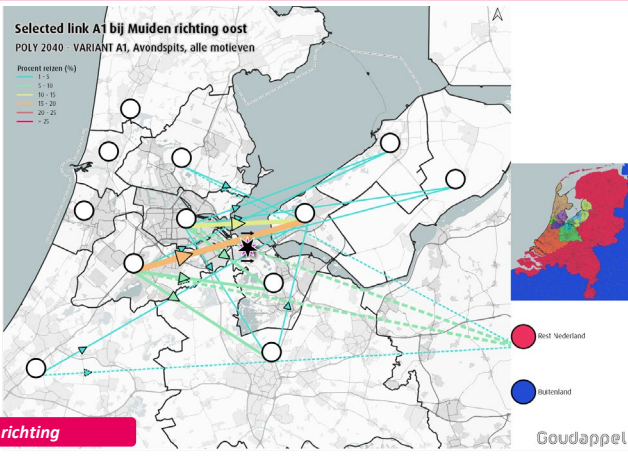 Selected link A1 bij Muiden richting oost
POLY 2040 - VARIANT A1, Avondspits, alle motieven
Procent reizen (%)
1 - 5
5 - 10
10 - 15
15 - 20
20 - 25
> 25
Rest Nederland
Buitenland
richting
Goudappel